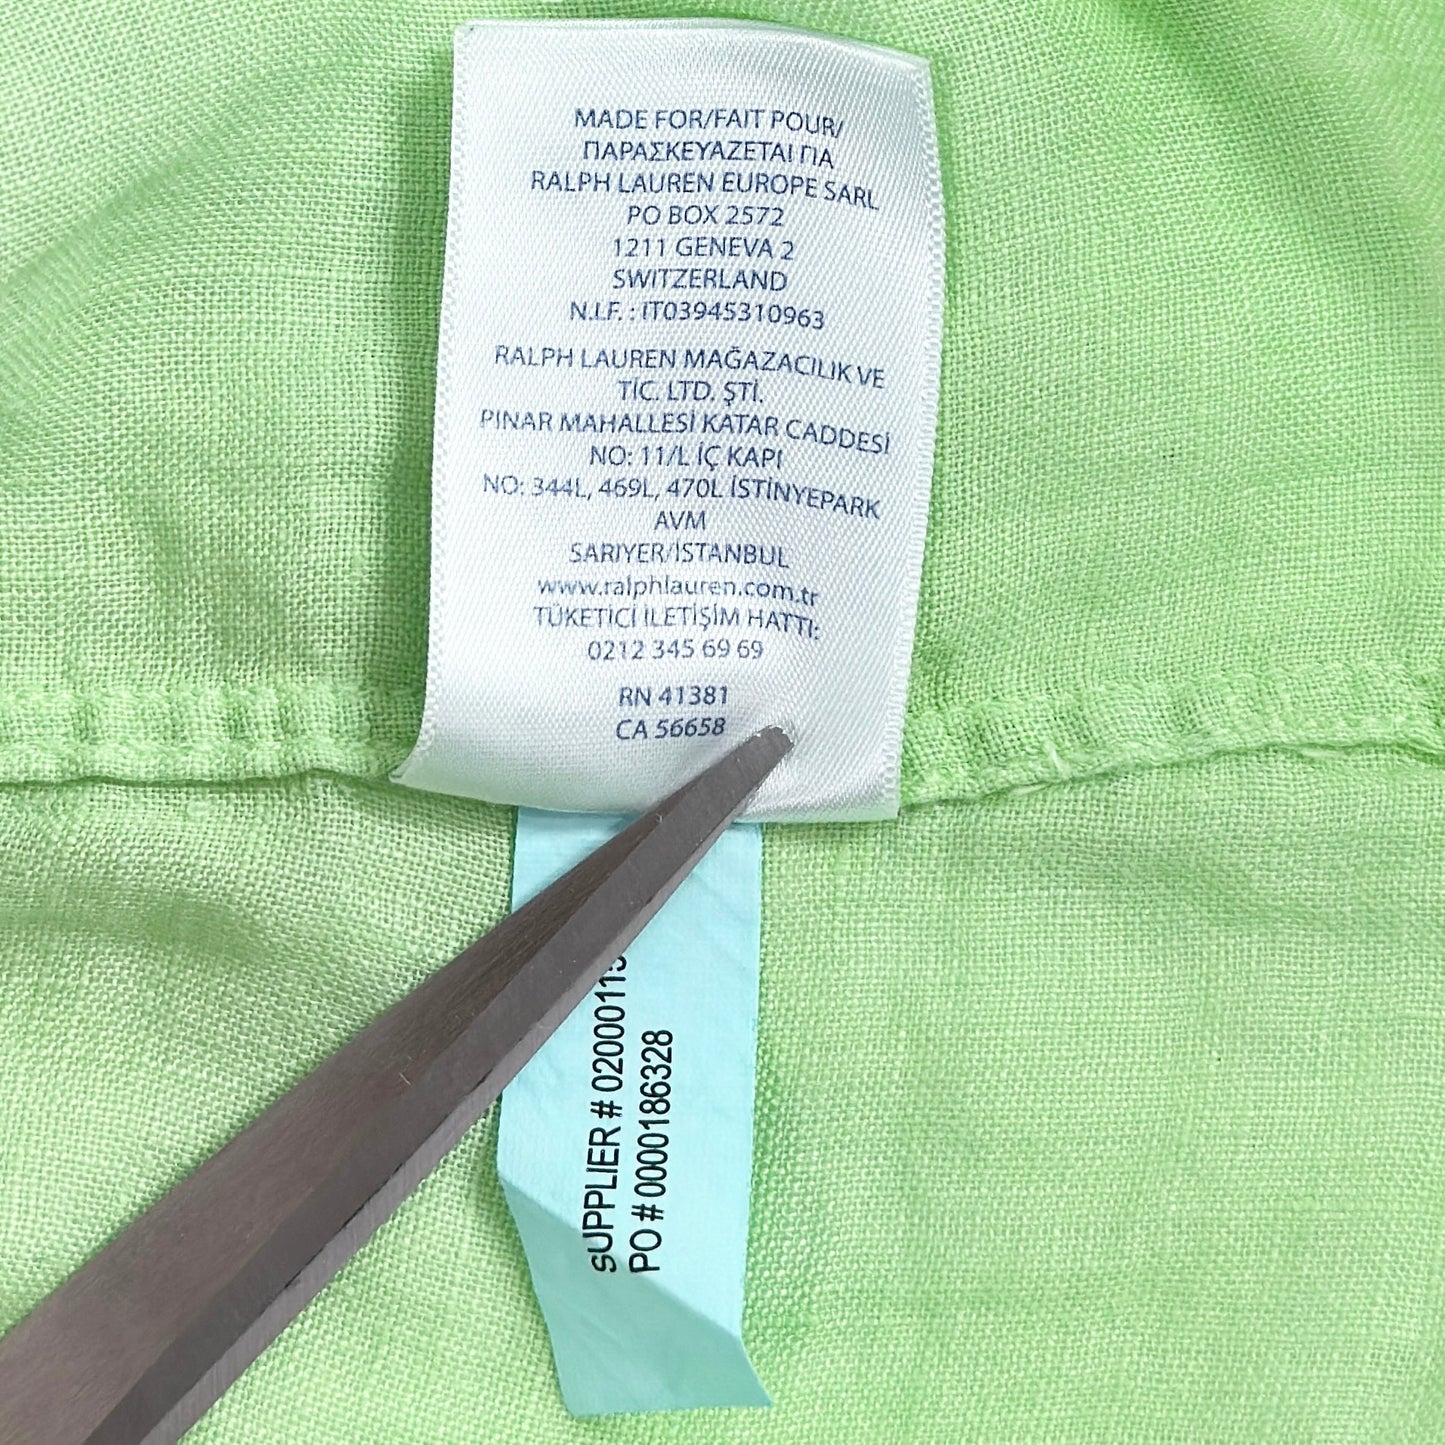 MADE FOR/FAIT POUR/
ΠΑΡΑΣΚΕΥΑΖΕΤΑΙ ΓΙΑ
RALPH LAUREN EUROPE SARL
PO BOX 2572
1211 GENEVA 2
SWITZERLAND
N.I.F. : IT03945310963
RALPH LAUREN MAĞAZACILIK VE
TİC. LTD. ŞTİ.
PINAR MAHALLESİ KATAR CADDESİ
NO: 11/L İÇ KAPI
NO: 344L, 469L, 470L İSTİNYEPARK
AVM
SARIYER/İSTANBUL
www.ralphlauren.com.tr
TÜKETİCİ İLETİŞİM HATTI:
0212 345 69 69
RN 41381
CA 56658
SUPPLIER #
PO # 0000186328